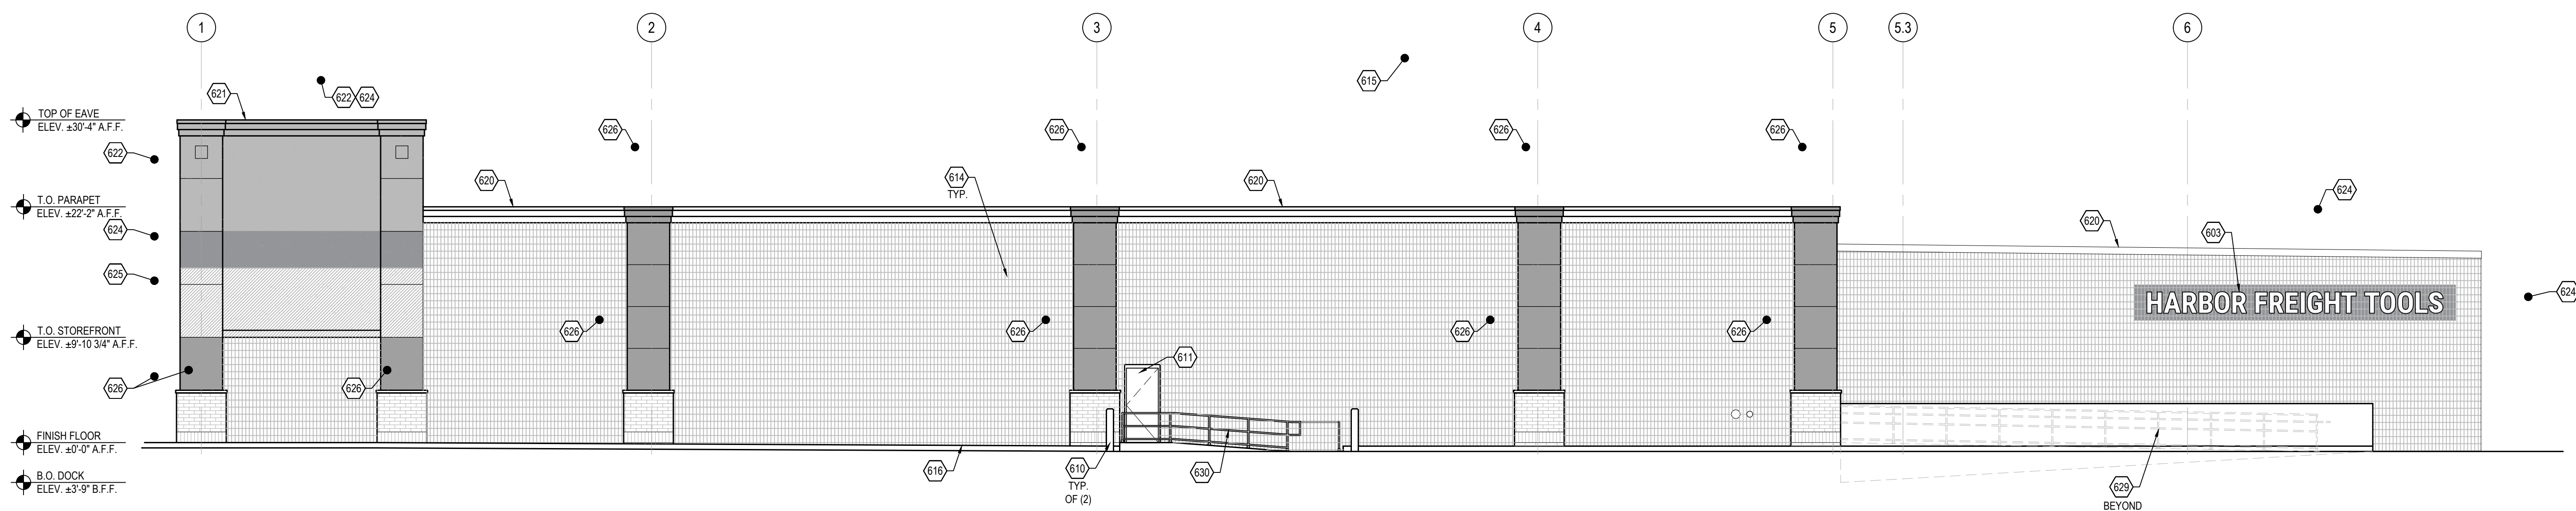 1
2
3
4
5
5.3
6
615
621
622
624
TOP OF EAVE
ELEV. ±30'-4" A.F.F.
626
626
626
626
622
620
614
TYP.
620
624
T.O. PARAPET
ELEV. ±22'-2" A.F.F.
624
620
603
625
624
HARBOR FREIGHT TOOLS
T.O. STOREFRONT
ELEV. ±9'-10 3/4" A.F.F.
626
626
626
626
611
626
626
FINISH FLOOR
ELEV. ±0'-0" A.F.F.
616
610
TYP.
OF (2)
630
B.O. DOCK
ELEV. ±3'-9" B.F.F.
629
BEYOND